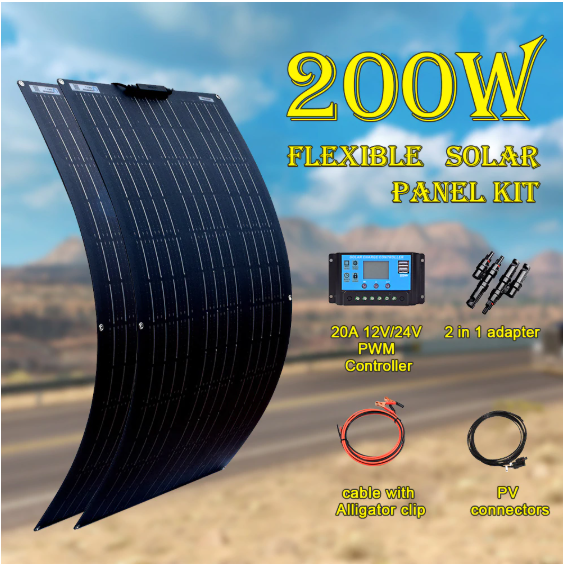 200W
FLEXIBLE SOLAR
PANEL KIT
20A 12V/24V
PWM
Controller
2 in 1 adapter
cable with
Alligator clip
PV
connectors